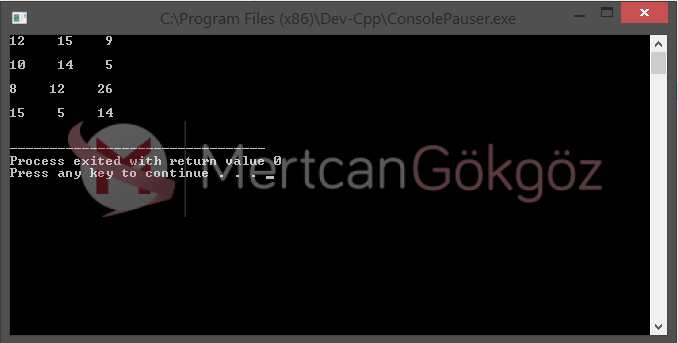 C:\Program Files (x86)\Dev-Cpp\ConsolePauser.exe
12    15    9
10    14    5
8    12    26
15    5    14
--------------------------------
Process exited with return value 0
Press any key to continue . . . _
MertcanGökgöz